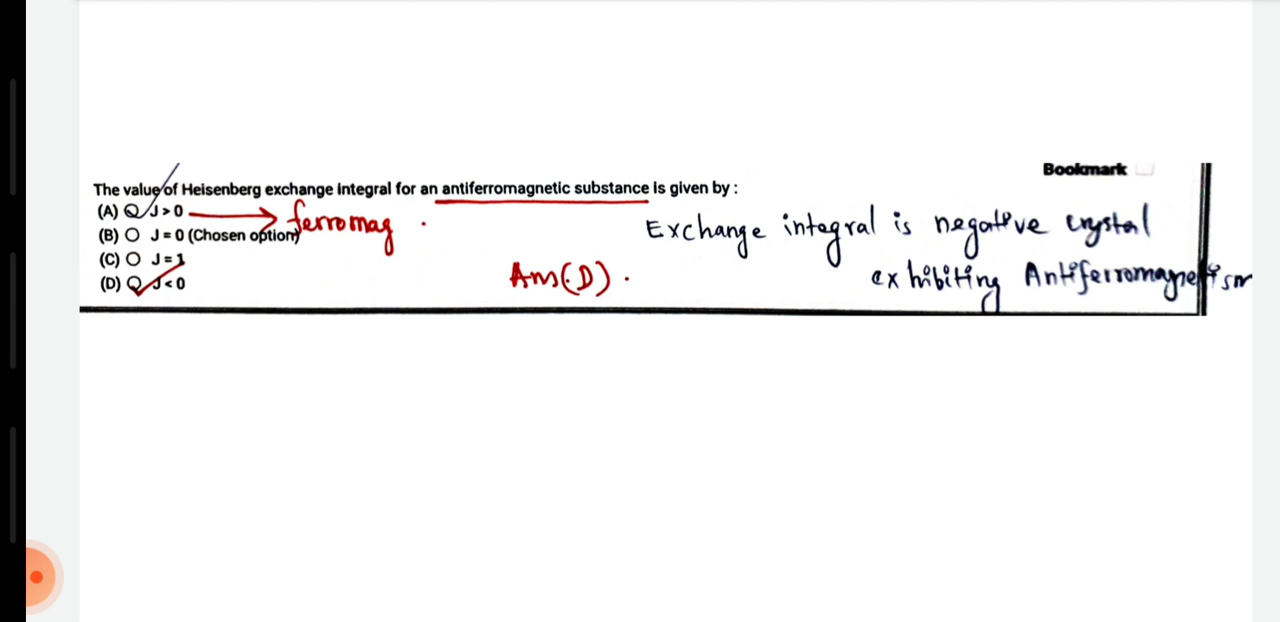 Bookmark
The value of Heisenberg exchange integral for an antiferromagnetic substance is given by :
(A) J > 0 → ferromag .
(B) J = 0 (Chosen option)
(C) J = 1
(D) J < 0
Ans(D) .
Exchange integral is negative crystal
exhibiting Antiferromagnetism